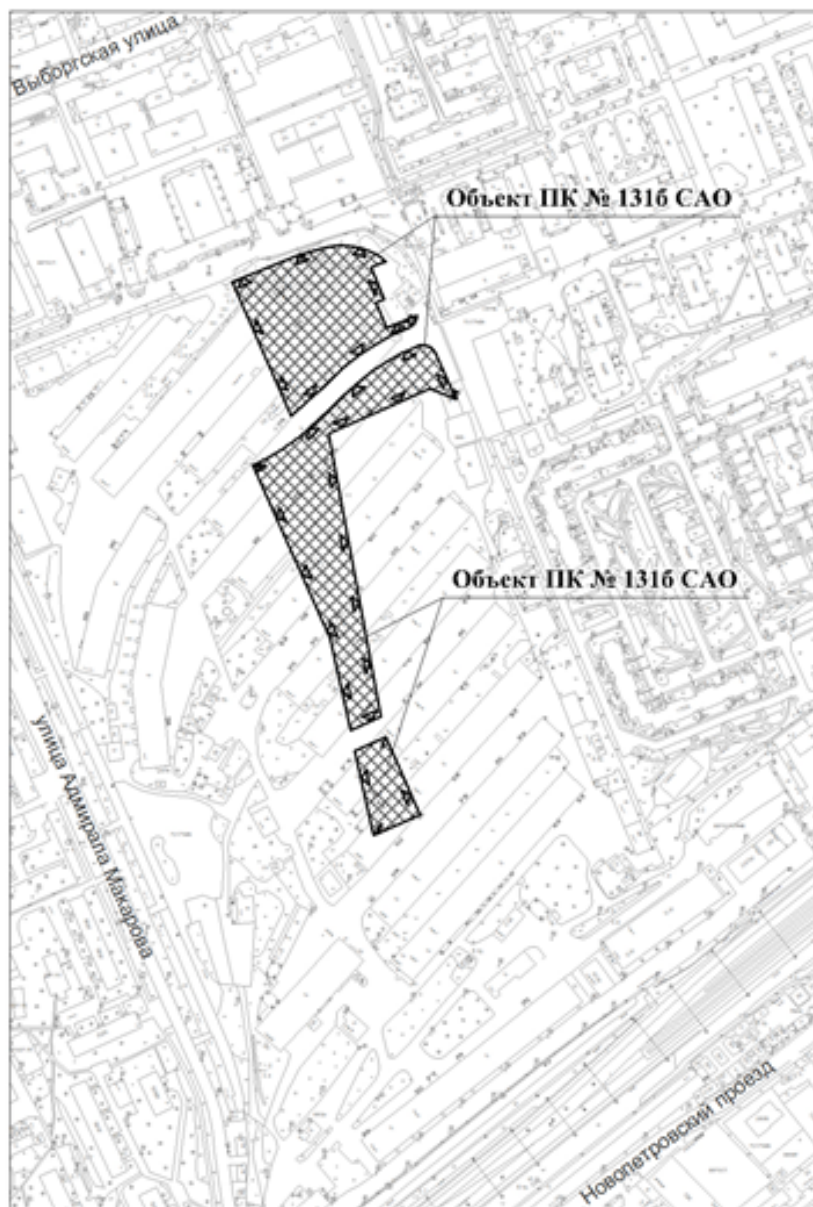 Выборгская улица
Объект ПК № 131б САО
Объект ПК № 131б САО
улица Адмирала Макарова
Новопетровский проезд